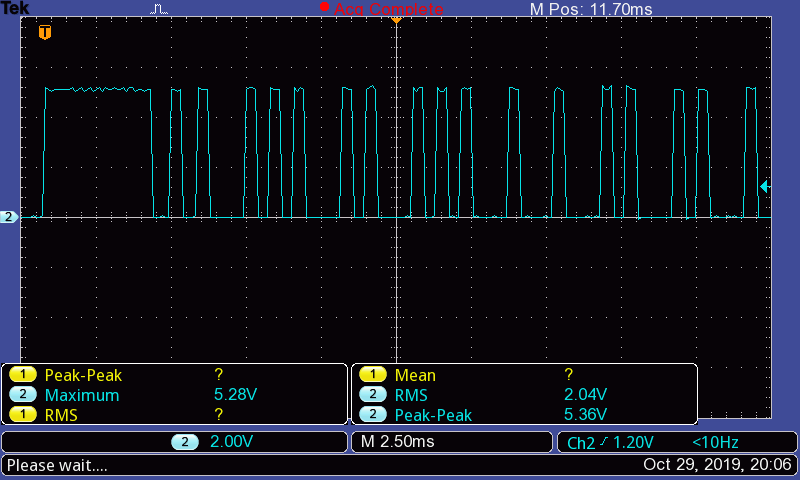 Tek Acq Complete M Pos: 11.70ms
T
2
1 Peak-Peak ? 1 Mean ?
2 Maximum 5.28V 2 RMS 2.04V
1 RMS ? 2 Peak-Peak 5.36V
2 2.00V M 2.50ms Ch2 1.20V <10Hz
Please wait.... Oct 29, 2019, 20:06